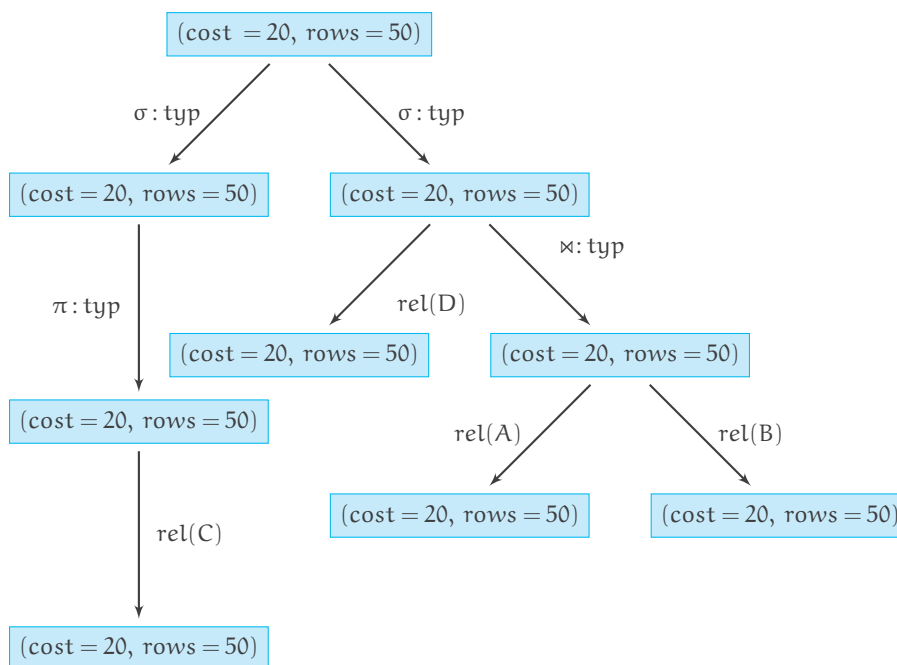 (cost = 20, rows = 50)
σ : typ
σ : typ
(cost = 20, rows = 50)
(cost = 20, rows = 50)
⋈: typ
π : typ
rel(D)
(cost = 20, rows = 50)
(cost = 20, rows = 50)
(cost = 20, rows = 50)
rel(A)
rel(B)
(cost = 20, rows = 50)
(cost = 20, rows = 50)
rel(C)
(cost = 20, rows = 50)